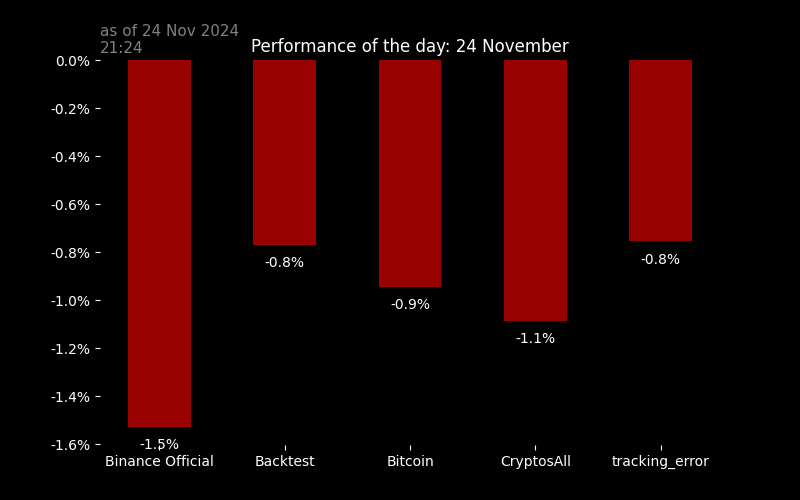 as of 24 Nov 2024
21:24
Performance of the day: 24 November
0.0%
-0.2%
-0.4%
-0.6%
-0.8%
-1.0%
-1.2%
-1.4%
-1.6%
-1.5%
-0.8%
-0.9%
-1.1%
-0.8%
Binance Official
Backtest
Bitcoin
CryptosAll
tracking_error